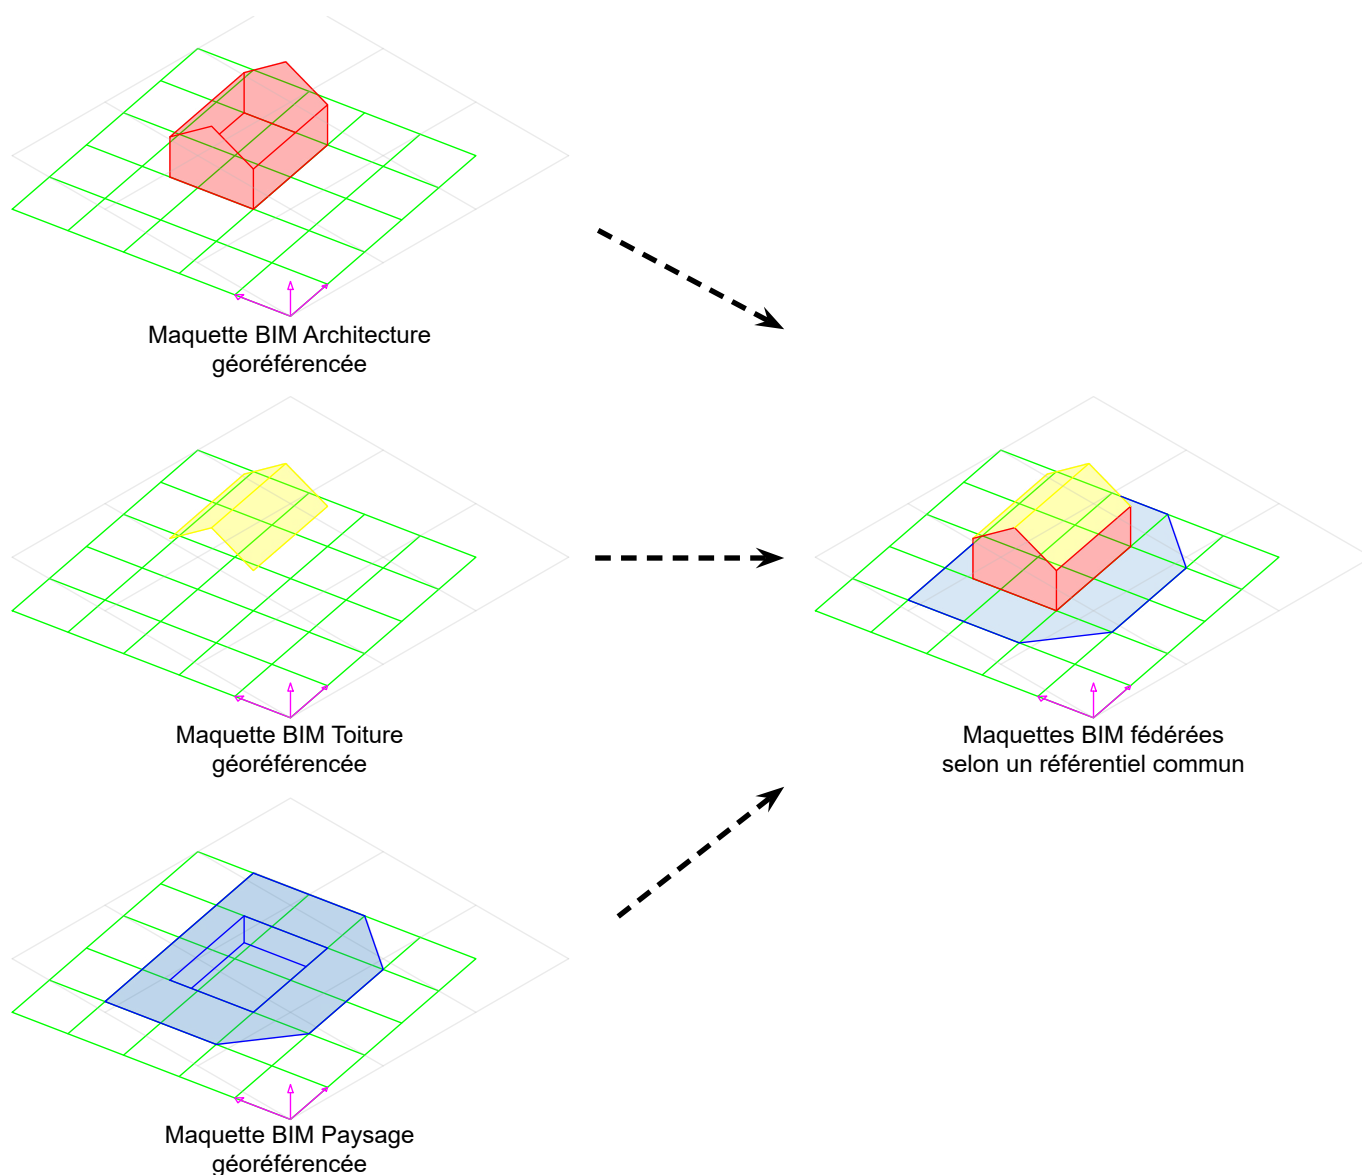 Maquette BIM Architecture
géoréférencée
Maquette BIM Toiture
géoréférencée
Maquettes BIM fédérées
selon un référentiel commun
Maquette BIM Paysage
géoréférencée